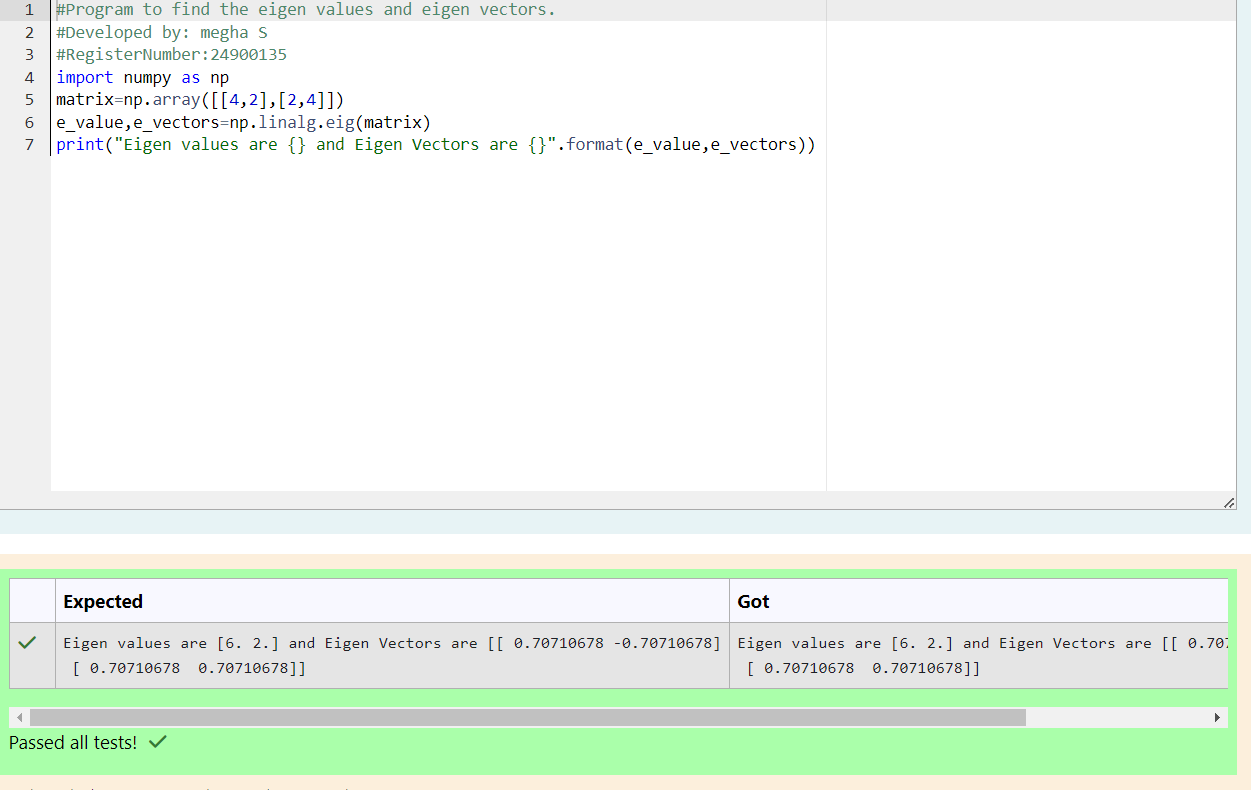 1 #Program to find the eigen values and eigen vectors.
2 #Developed by: megha S
3 #RegisterNumber:24900135
4 import numpy as np
5 matrix=np.array([[4,2],[2,4]])
6 e_value,e_vectors=np.linalg.eig(matrix)
7 print("Eigen values are {} and Eigen Vectors are {}".format(e_value,e_vectors))
Expected Got
Eigen values are [6. 2.] and Eigen Vectors are [[ 0.70710678 -0.70710678] Eigen values are [6. 2.] and Eigen Vectors are [[ 0.707
[ 0.70710678 0.70710678]] [ 0.70710678 0.70710678]]
Passed all tests!